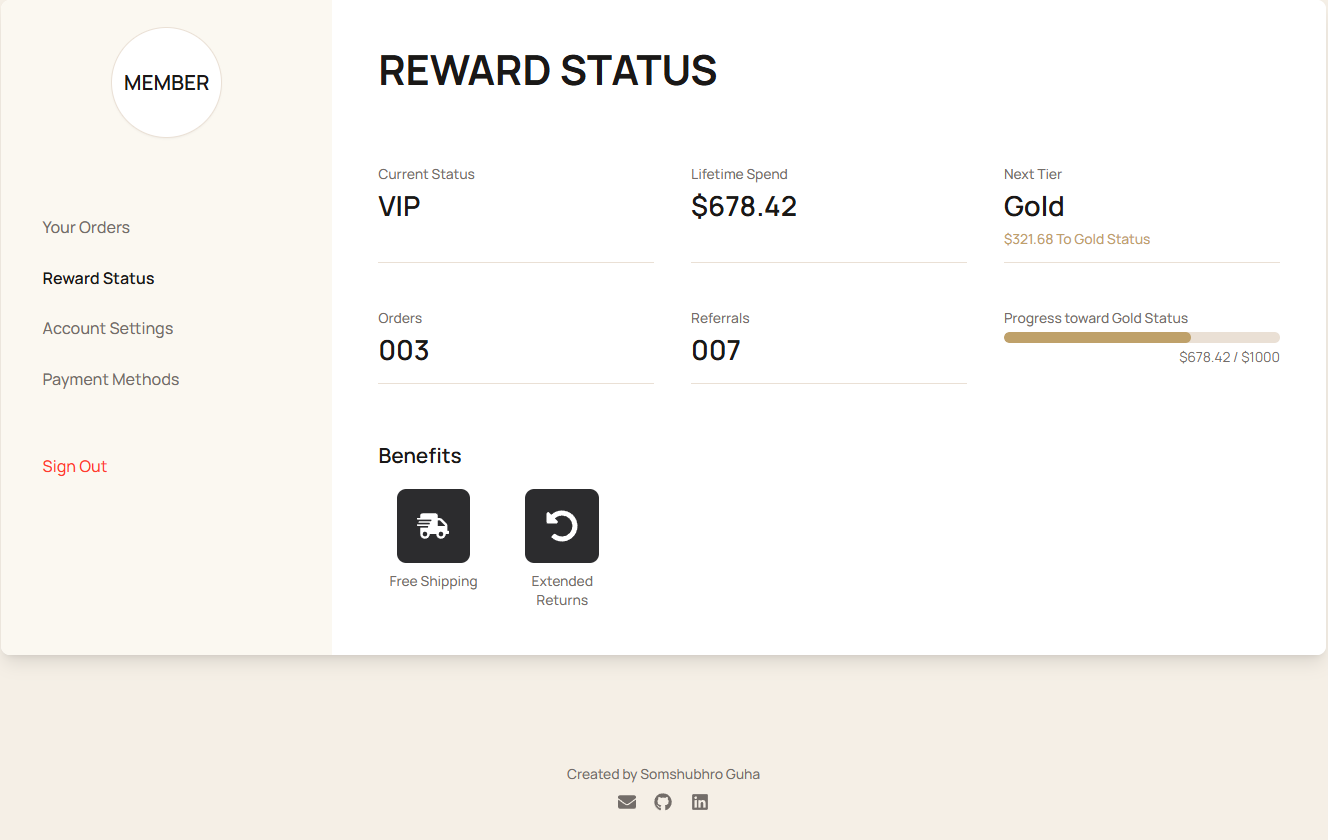 MEMBER
Your Orders
Reward Status
Account Settings
Payment Methods
Sign Out
REWARD STATUS
Current Status
VIP
Lifetime Spend
$678.42
Next Tier
Gold
$321.68 To Gold Status
Orders
003
Referrals
007
Progress toward Gold Status
$678.42 / $1000
Benefits
Free Shipping
Extended
Returns
Created by Somshubhro Guha